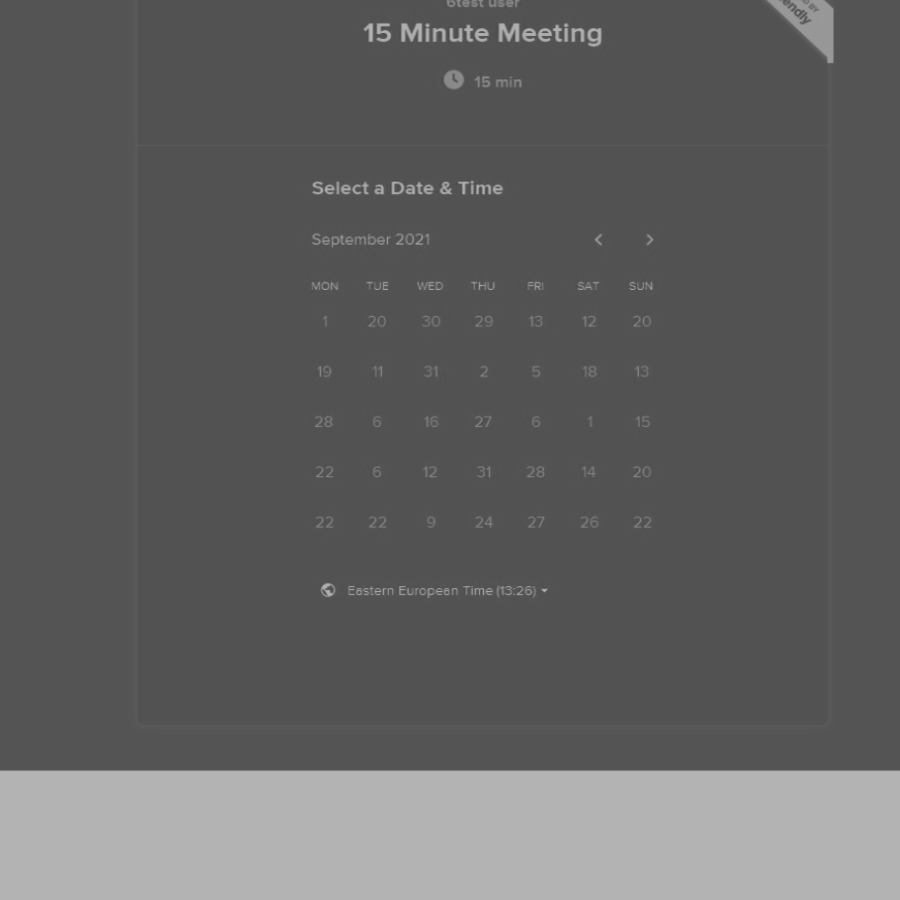 6test user
15 Minute Meeting
15 min
Select a Date & Time
September 2021
MON TUE WED THU FRI SAT SUN
1 20 30 29 13 12 20
19 11 31 2 5 18 13
28 6 16 27 6 1 15
22 6 12 31 28 14 20
22 22 9 24 27 26 22
Eastern European Time (13:26)